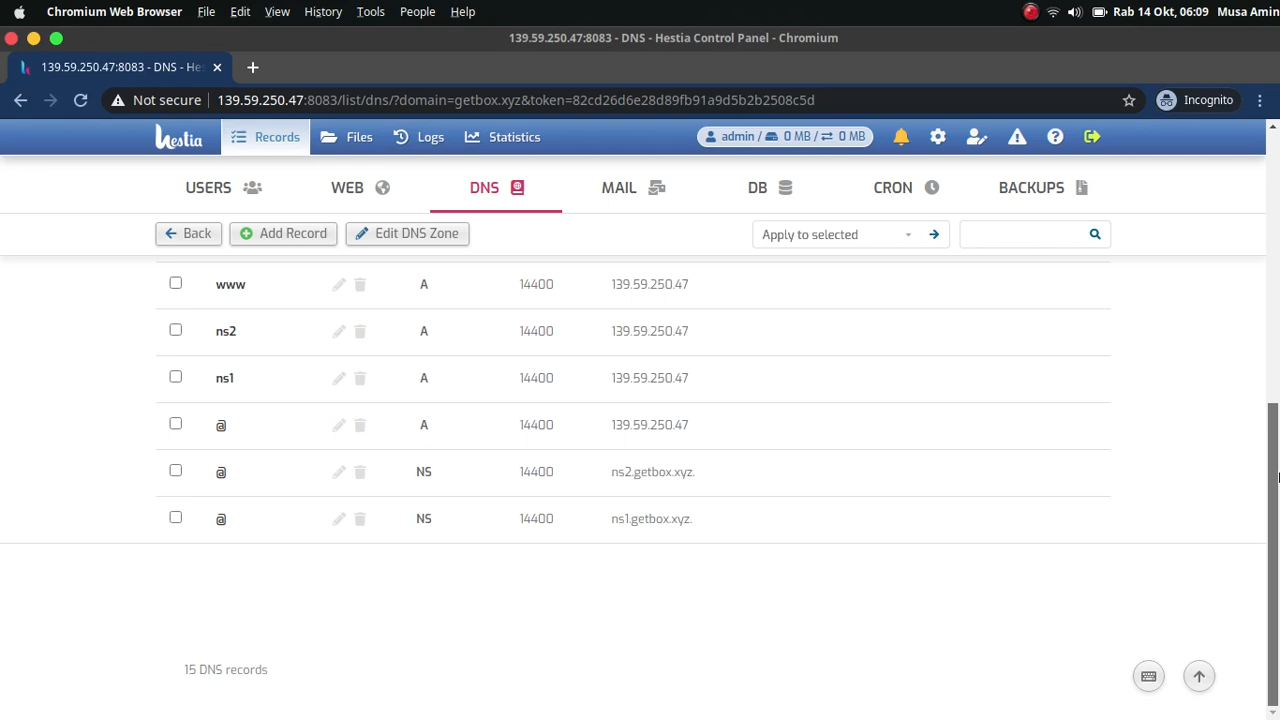 Chromium Web Browser File Edit View History Tools People Help Rab 14 Okt, 06:09 Musa Amin
139.59.250.47:8083 - DNS - Hestia Control Panel - Chromium
139.59.250.47:8083 - DNS - Hes
Not secure 139.59.250.47:8083/list/dns/?domain=getbox.xyz&token=82cd26d6e28d89fb91a9d5b2b2508c5d Incognito
hestia Records Files Logs Statistics admin / 0 MB / 0 MB
USERS WEB DNS MAIL DB CRON BACKUPS
Back Add Record Edit DNS Zone Apply to selected
www A 14400 139.59.250.47
ns2 A 14400 139.59.250.47
ns1 A 14400 139.59.250.47
@ A 14400 139.59.250.47
@ NS 14400 ns2.getbox.xyz.
@ NS 14400 ns1.getbox.xyz.
15 DNS records